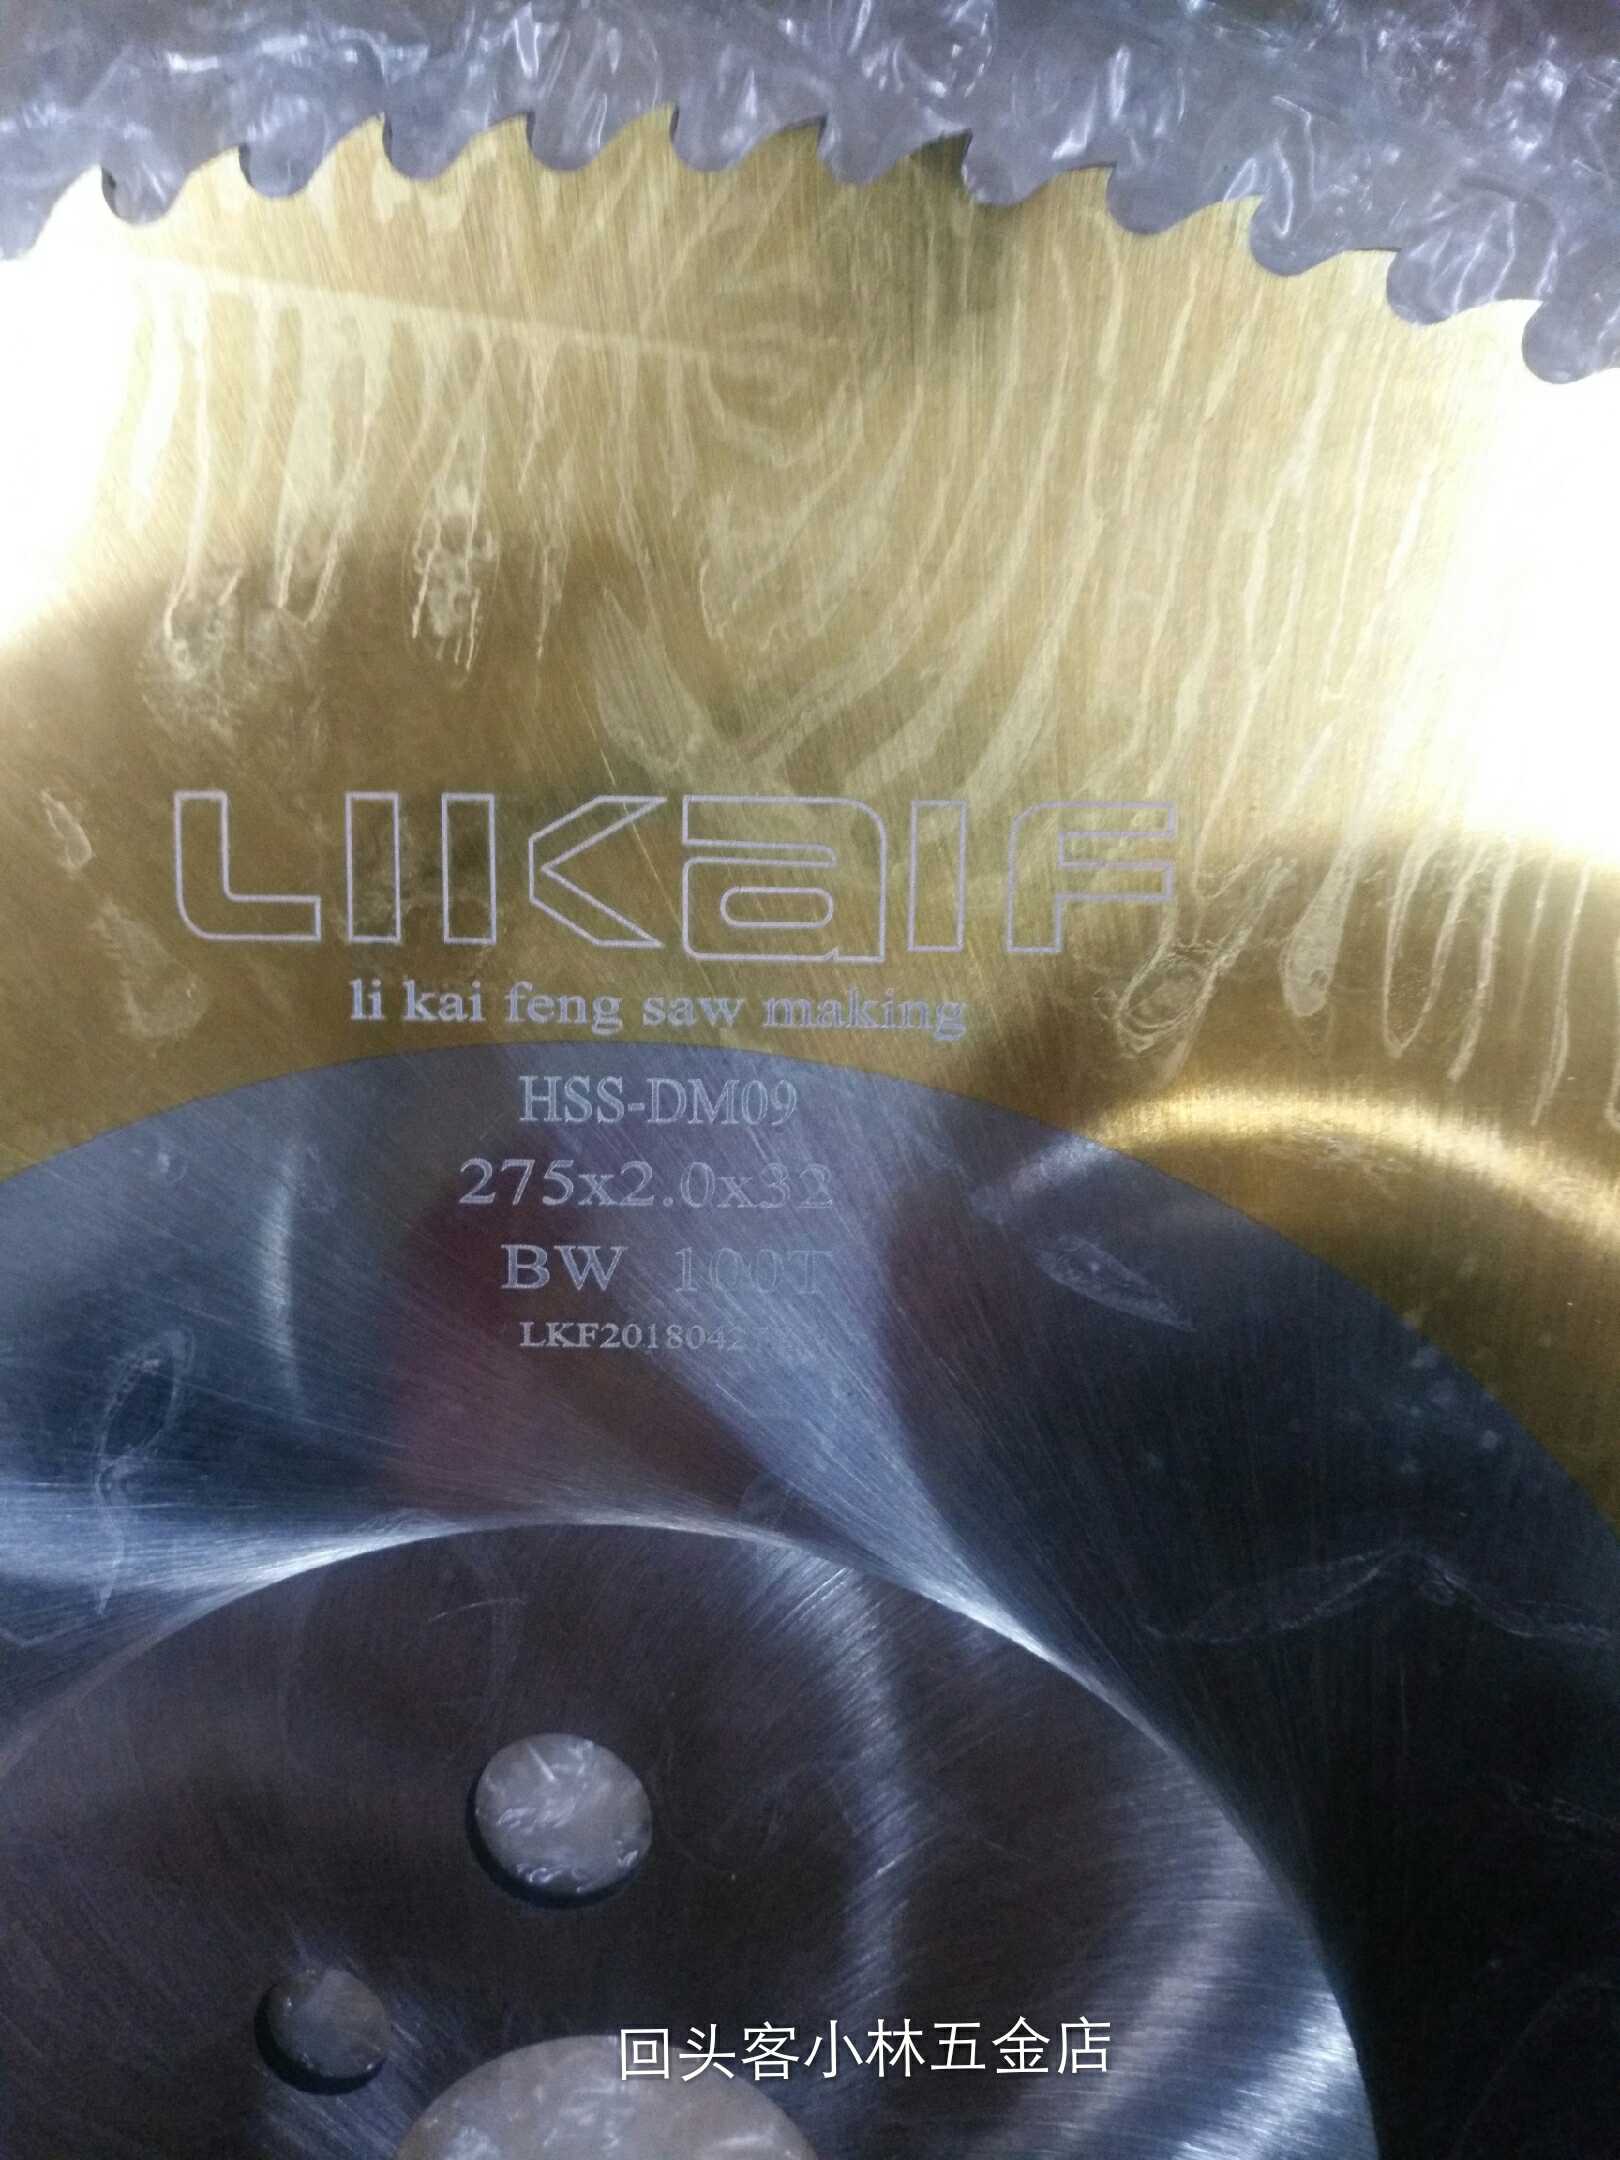 LIKAIF
li kai feng saw making
HSS-DM09
275x2.0x32
BW 100T
回头客小林五金店